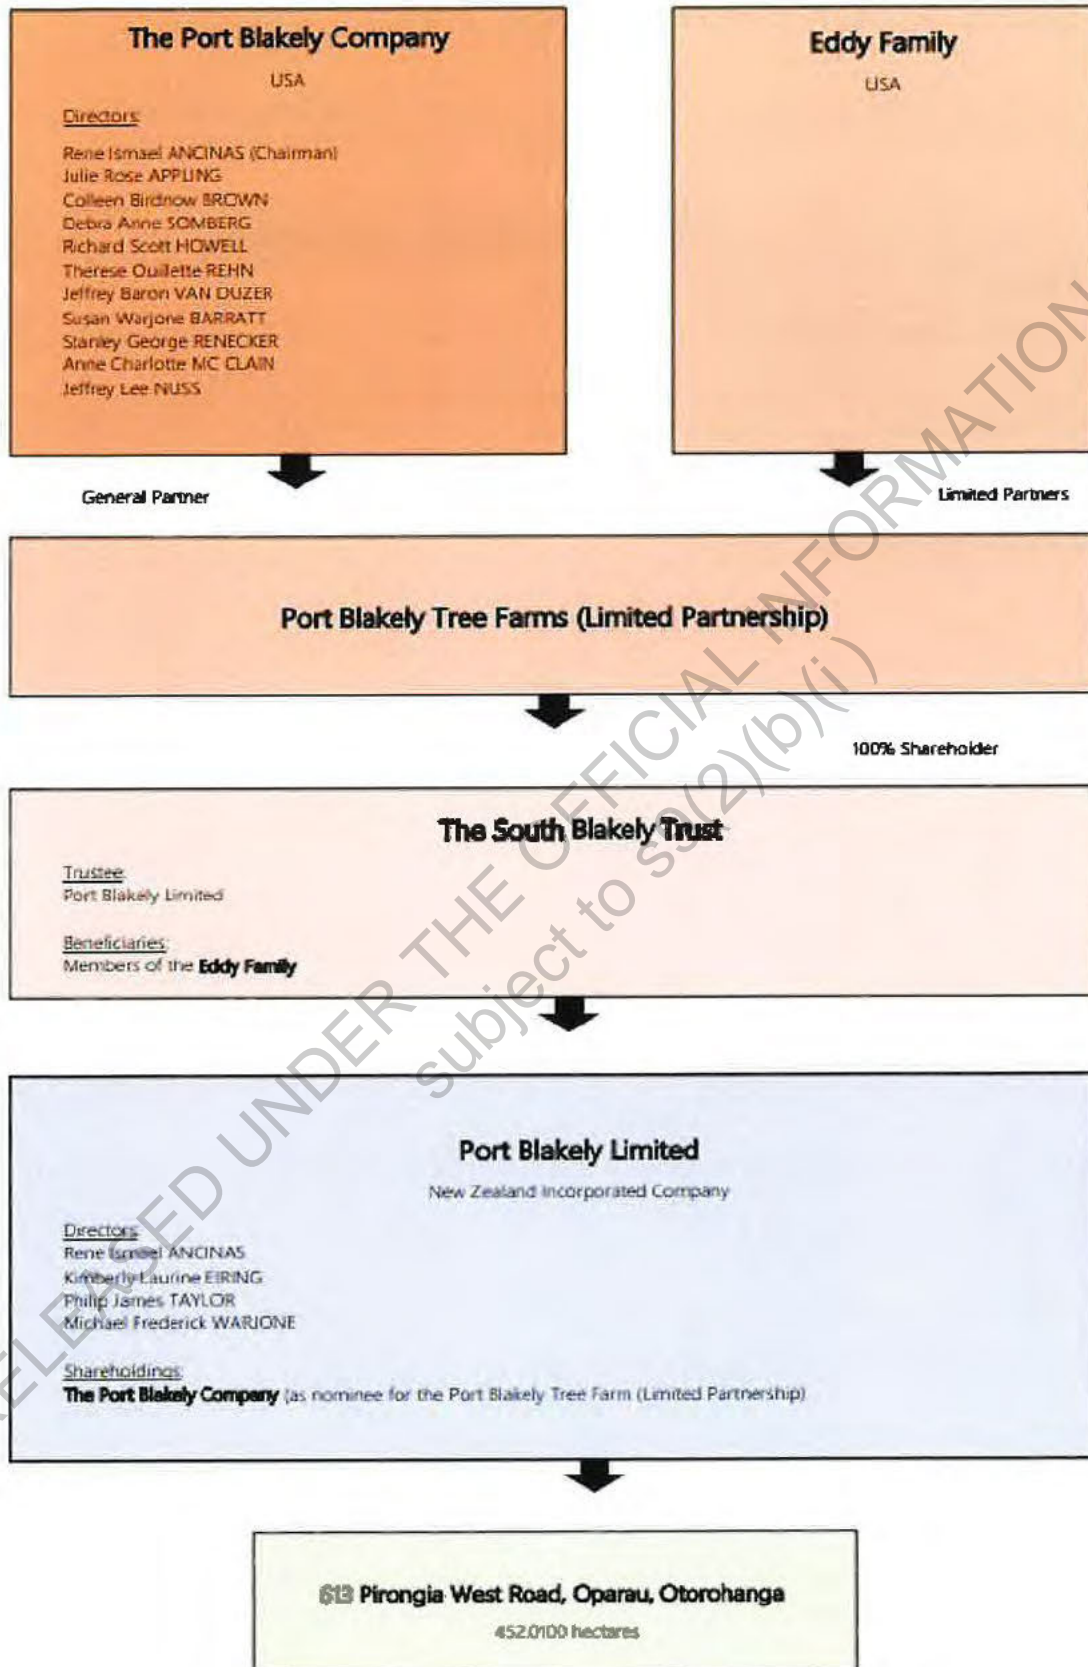 The Port Blakely Company
USA
Directors:
Rene Ismael ANCINAS (Chairman)
Julie Rose APPLING
Colleen Birdnow BROWN
Debra Anne SOMBERG
Richard Scott HOWELL
Therese Ouillette REHN
Jeffrey Baron VAN DUZER
Susan Warjone BARRATT
Stanley George RENECKER
Anne Charlotte MC CLAIN
Jeffrey Lee NUSS
Eddy Family
USA
General Partner
Limited Partners
Port Blakely Tree Farms (Limited Partnership)
100% Shareholder
The South Blakely Trust
Trustee:
Port Blakely Limited
Beneficiaries:
Members of the Eddy Family
Port Blakely Limited
New Zealand Incorporated Company
Directors:
Rene Ismael ANCINAS
Kimberly Laurine EIRING
Philip James TAYLOR
Michael Frederick WARJONE
Shareholdings:
The Port Blakely Company (as nominee for the Port Blakely Tree Farm (Limited Partnership)
613 Pirongia West Road, Oparau, Otorohanga
452.0100 hectares
RELEASED UNDER THE OFFICIAL INFORMATION
subject to s9(2)(b)(i)